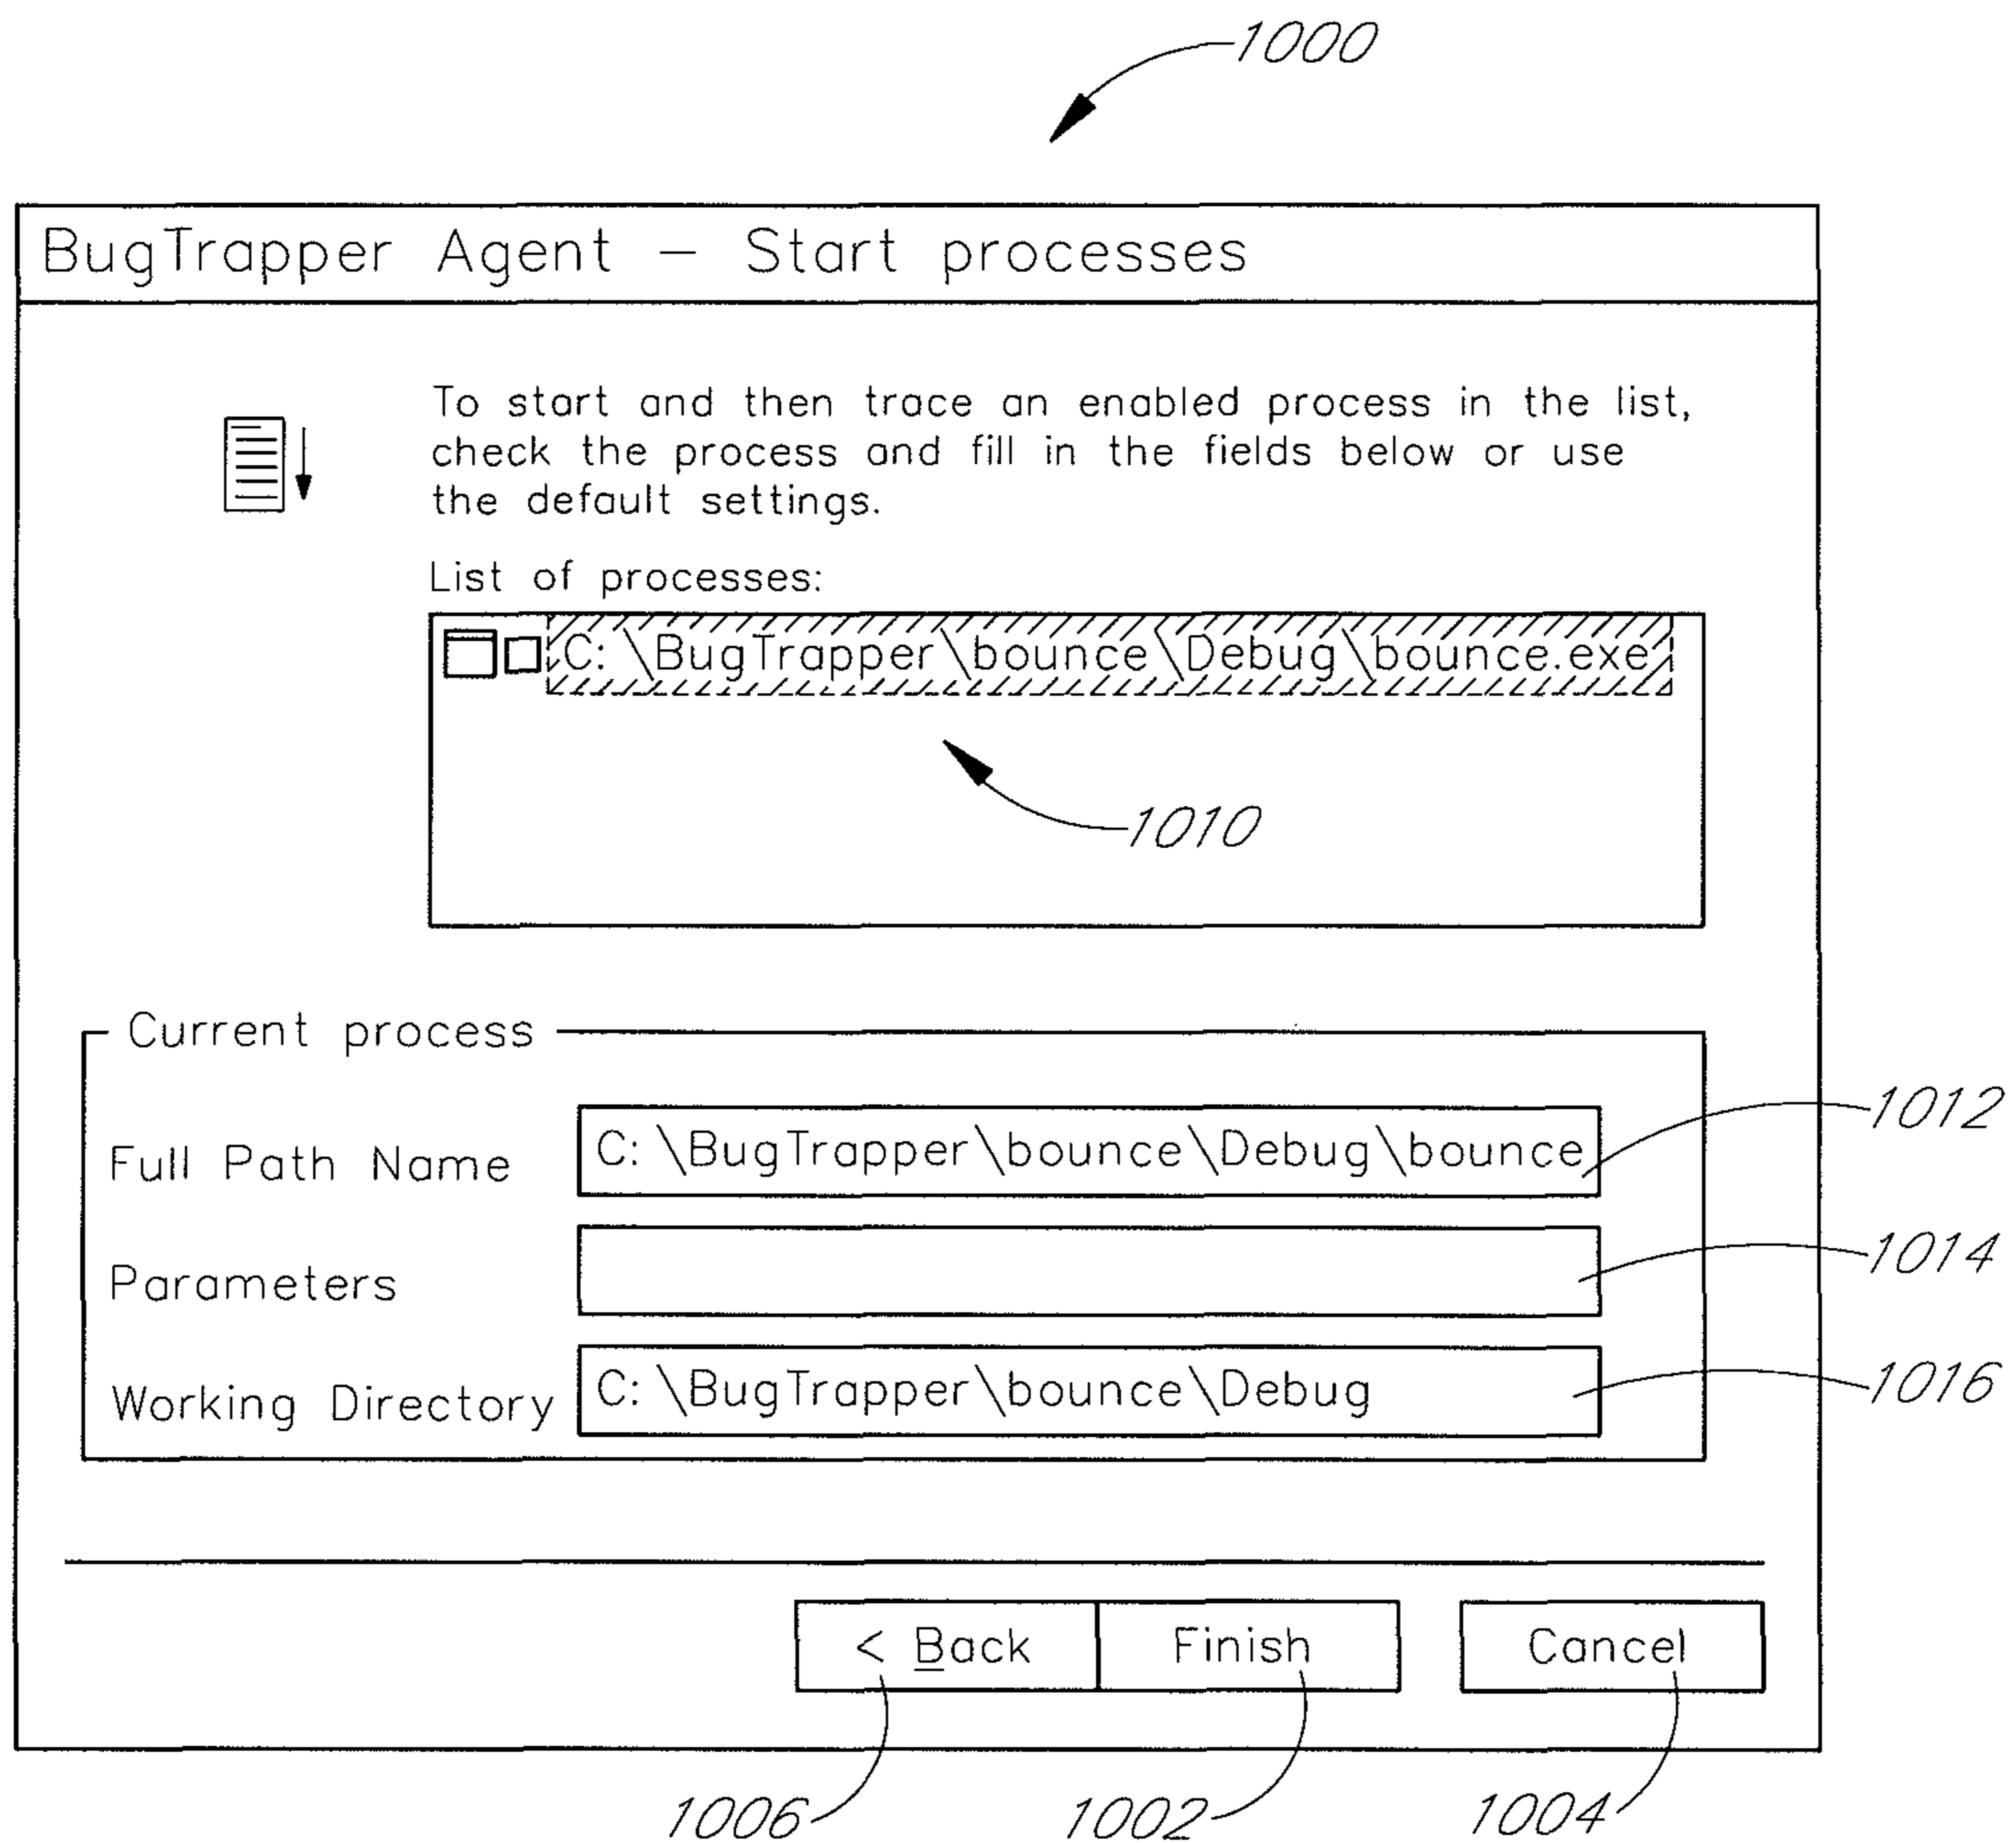 1000
BugTrapper Agent – Start processes
To start and then trace an enabled process in the list,
check the process and fill in the fields below or use
the default settings.
List of processes:
C:\BugTrapper\bounce\Debug\bounce.exe
1010
Current process
Full Path Name C:\BugTrapper\bounce\Debug\bounce 1012
Parameters 1014
Working Directory C:\BugTrapper\bounce\Debug 1016
< Back Finish Cancel
1006 1002 1004